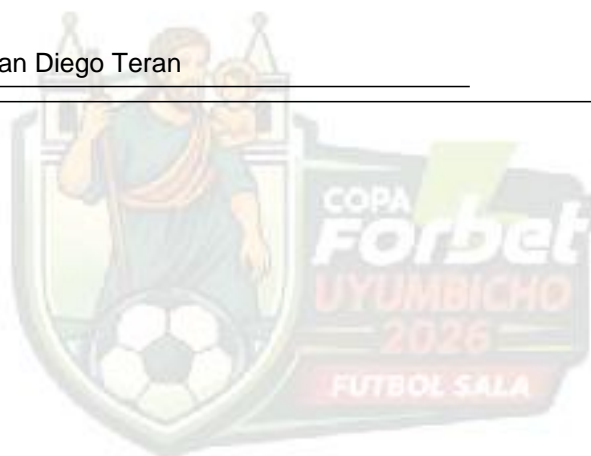 an Diego Teran
COPA
Forbet
UYUMBICHO
2026
FUTBOL SALA